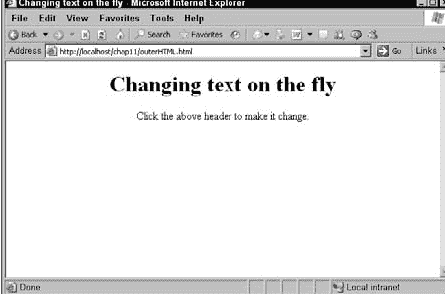 Changing text on the fly - Microsoft Internet Explorer
File Edit View Favorites Tools Help
Back Search Favorites
Address http://localhost/chap11/outerHTML.html Go Links
Changing text on the fly
Click the above header to make it change.
Done Local intranet